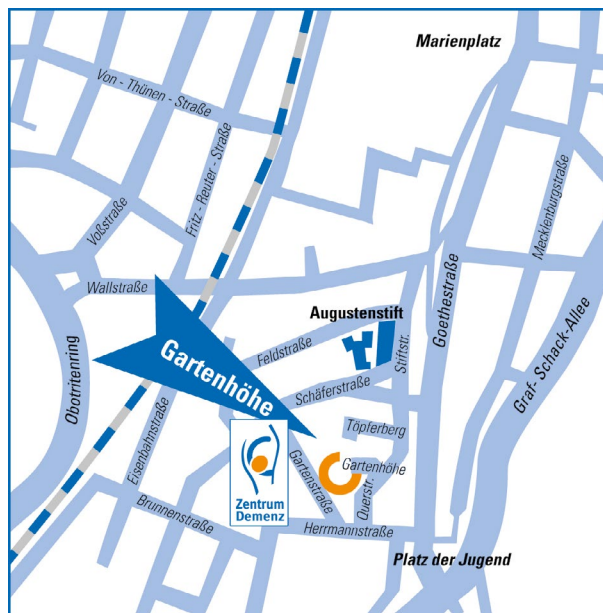 Marienplatz
Von - Thünen - Straße
Fritz - Reuter - Straße
Voßstraße
Mecklenburgstraße
Wallstraße
Goethestraße
Augustenstift
Gartenhöhe
Feldstraße
Stiftstr.
Graf- Schack-Allee
Obotritenring
Schäferstraße
Eisenbahnstraße
Töpferberg
Gartenstraße
Gartenhöhe
Querstr.
Zentrum
Demenz
Brunnenstraße
Herrmannstraße
Platz der Jugend